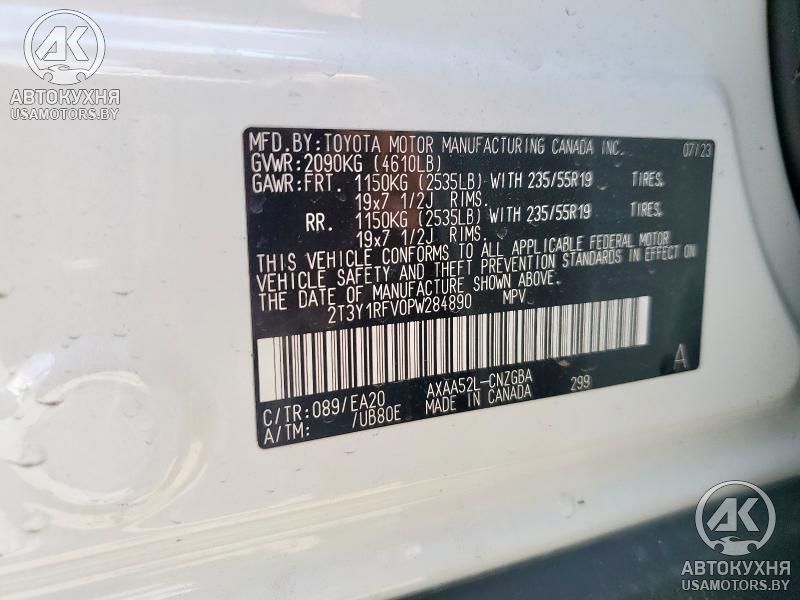 AK
АВТОКУХНЯ
USAMOTORS.BY
MFD.BY:TOYOTA MOTOR MANUFACTURING CANADA INC. 07/23
GVWR:2090KG (4610LB)
GAWR:FRT. 1150KG (2535LB) WITH 235/55R19 TIRES.
19x7 1/2J RIMS.
RR. 1150KG (2535LB) WITH 235/55R19 TIRES.
19x7 1/2J RIMS.
THIS VEHICLE CONFORMS TO ALL APPLICABLE FEDERAL MOTOR
VEHICLE SAFETY AND THEFT PREVENTION STANDARDS IN EFFECT ON
THE DATE OF MANUFACTURE SHOWN ABOVE.
2T3Y1RFV0PW284890 MPV
C/TR:089/EA20 AXAA52L-CNZGBA 299 A
A/TM: /UB80E MADE IN CANADA
AK
АВТОКУХНЯ
USAMOTORS.BY